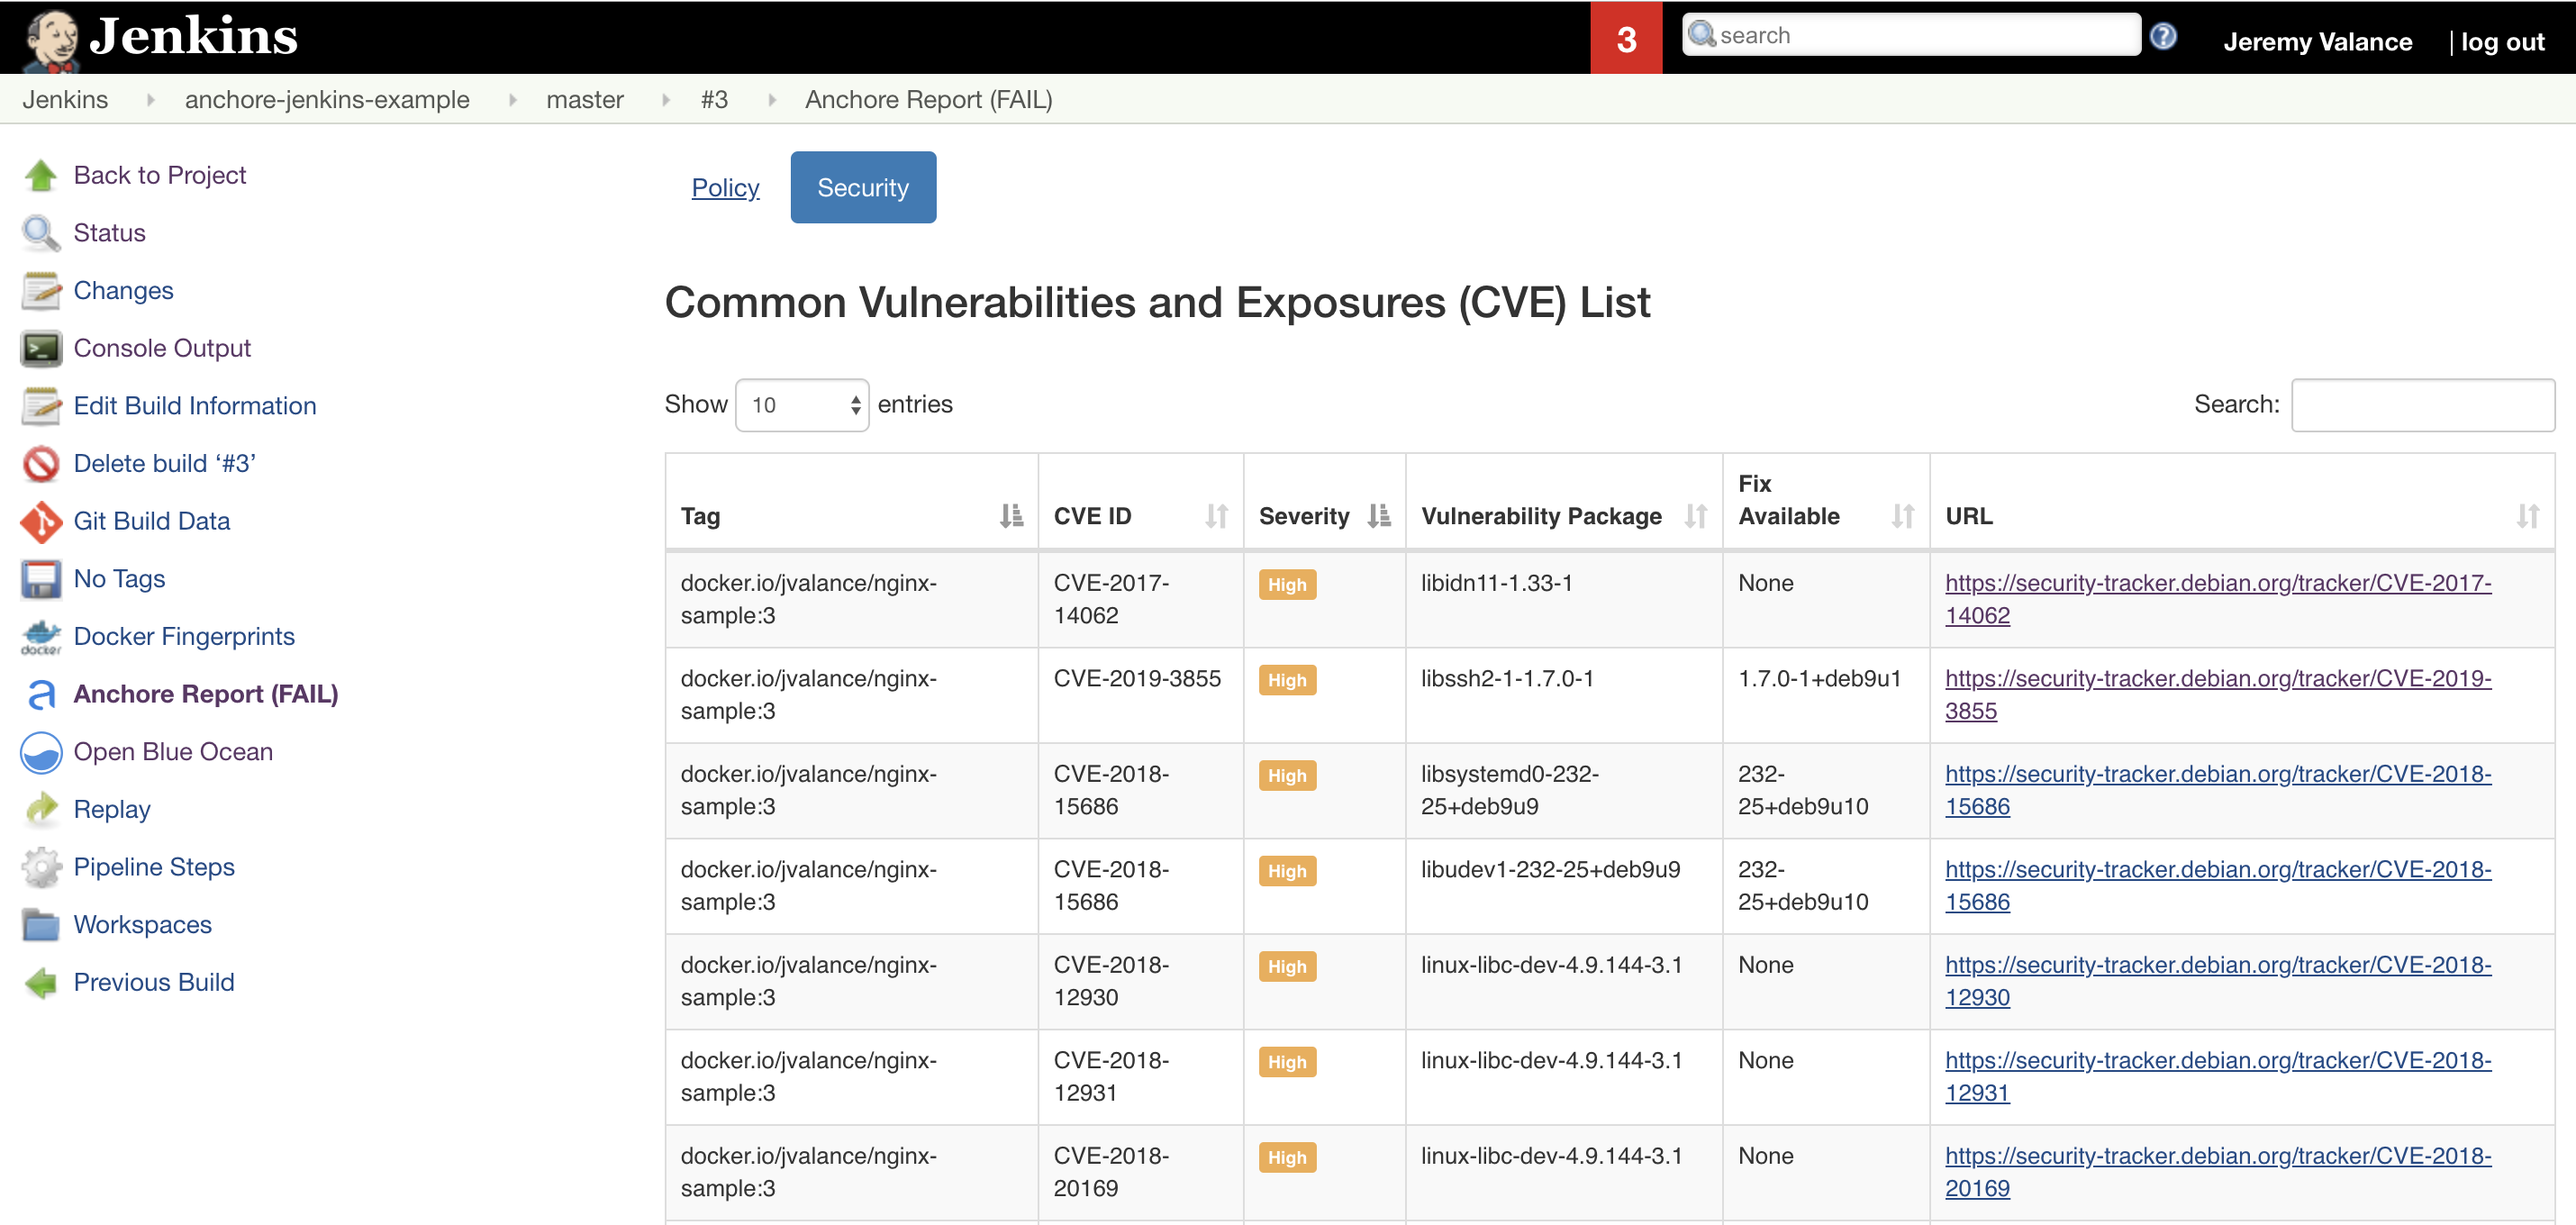 Jenkins
3
search
Jeremy Valance
| log out
Jenkins
anchore-jenkins-example
master
#3
Anchore Report (FAIL)
Back to Project
Status
Changes
Console Output
Edit Build Information
Delete build ‘#3’
Git Build Data
No Tags
docker
Docker Fingerprints
Anchore Report (FAIL)
Open Blue Ocean
Replay
Pipeline Steps
Workspaces
Previous Build
Policy
Security
Common Vulnerabilities and Exposures (CVE) List
Show 10 entries
Search:
Tag
CVE ID
Severity
Vulnerability Package
Fix
Available
URL
docker.io/jvalance/nginx-
sample:3
CVE-2017-
14062
High
libidn11-1.33-1
None
https://security-tracker.debian.org/tracker/CVE-2017-
14062
docker.io/jvalance/nginx-
sample:3
CVE-2019-3855
High
libssh2-1-1.7.0-1
1.7.0-1+deb9u1
https://security-tracker.debian.org/tracker/CVE-2019-
3855
docker.io/jvalance/nginx-
sample:3
CVE-2018-
15686
High
libsystemd0-232-
25+deb9u9
232-
25+deb9u10
https://security-tracker.debian.org/tracker/CVE-2018-
15686
docker.io/jvalance/nginx-
sample:3
CVE-2018-
15686
High
libudev1-232-25+deb9u9
232-
25+deb9u10
https://security-tracker.debian.org/tracker/CVE-2018-
15686
docker.io/jvalance/nginx-
sample:3
CVE-2018-
12930
High
linux-libc-dev-4.9.144-3.1
None
https://security-tracker.debian.org/tracker/CVE-2018-
12930
docker.io/jvalance/nginx-
sample:3
CVE-2018-
12931
High
linux-libc-dev-4.9.144-3.1
None
https://security-tracker.debian.org/tracker/CVE-2018-
12931
docker.io/jvalance/nginx-
sample:3
CVE-2018-
20169
High
linux-libc-dev-4.9.144-3.1
None
https://security-tracker.debian.org/tracker/CVE-2018-
20169